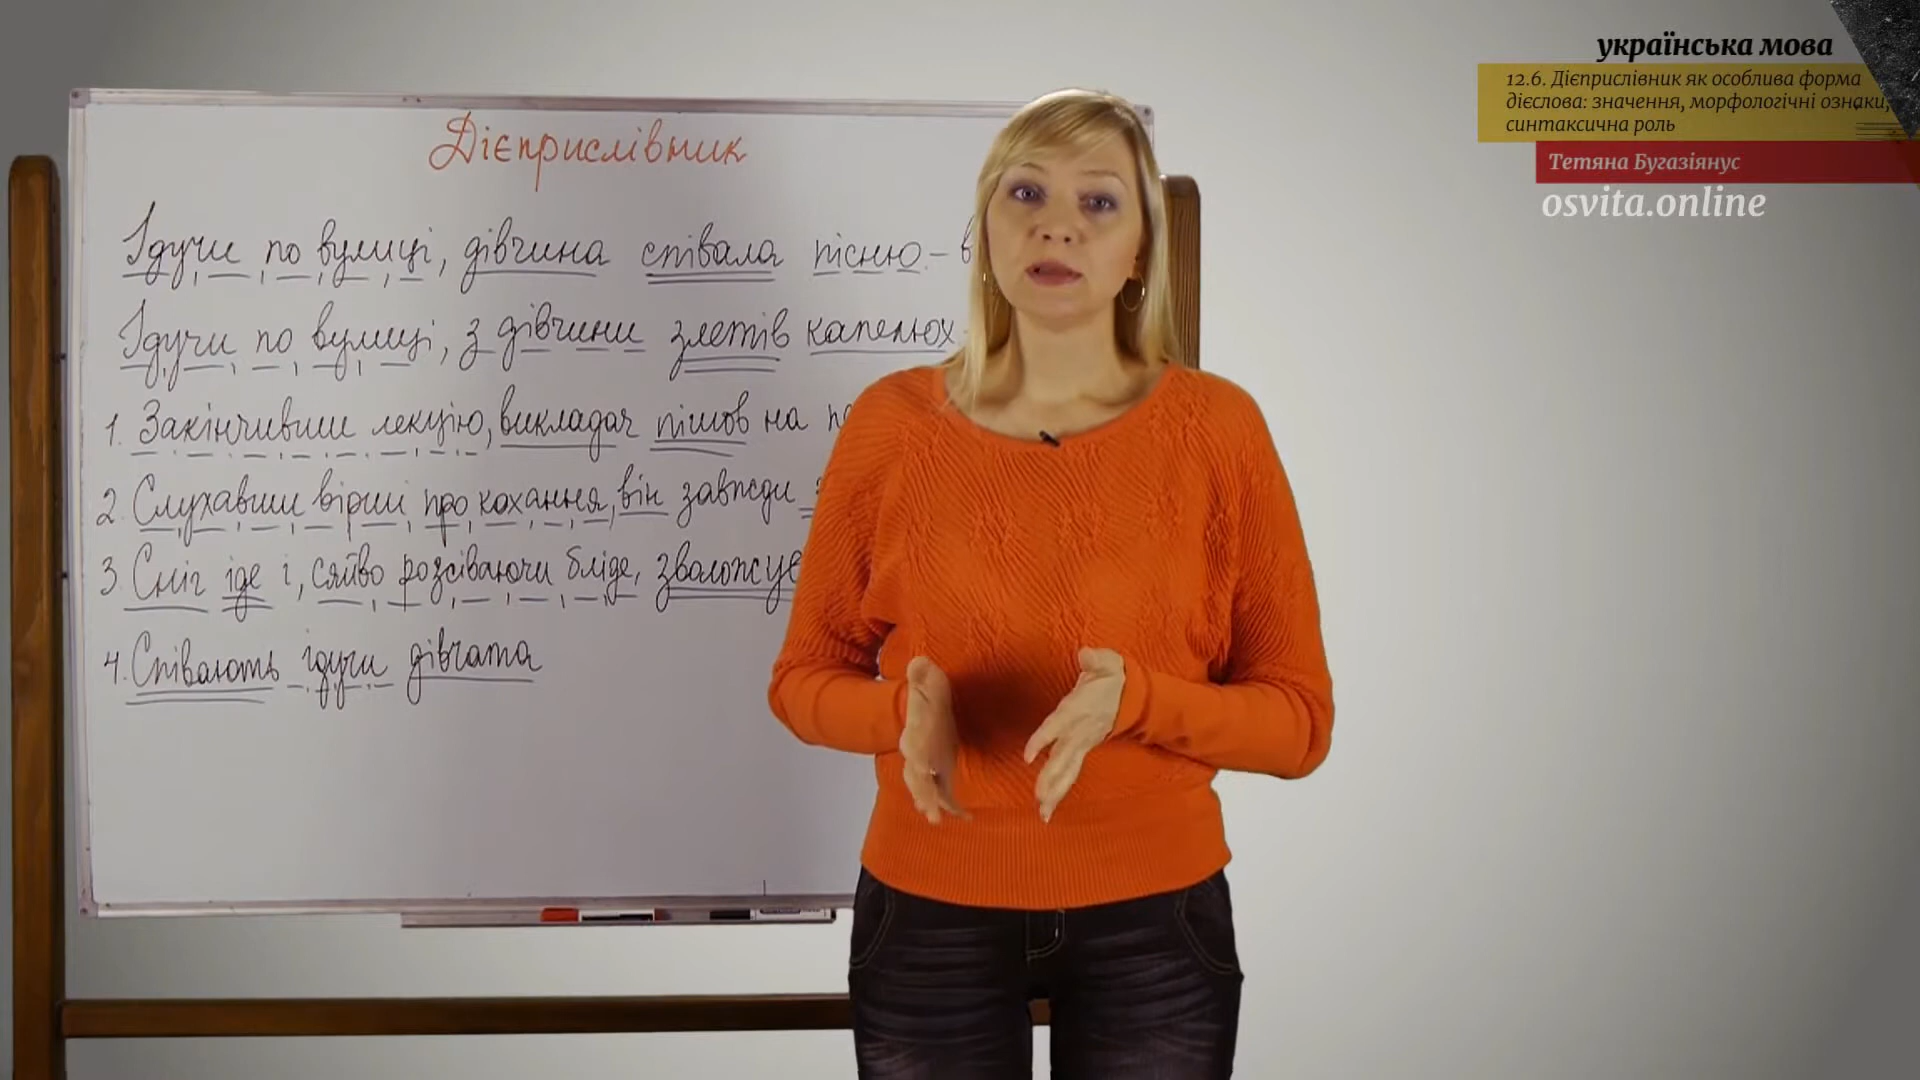 українська мова
12.6. Дієприслівник як особлива форма
дієслова: значення, морфологічні ознаки,
синтаксична роль
Тетяна Бугазіянус
osvita.online
Дієприслівник
Ідучи по вулиці, дівчина співала пісню -
Ідучи по вулиці, з дівчини злетів капелюх
1. Закінчивши лекцію, викладач пішов на
2. Слухавши вірші про кохання, він завжди
3. Сніг іде і, сяйво розсіваючи бліде, зволожує
4. Співають ідучи дівчата